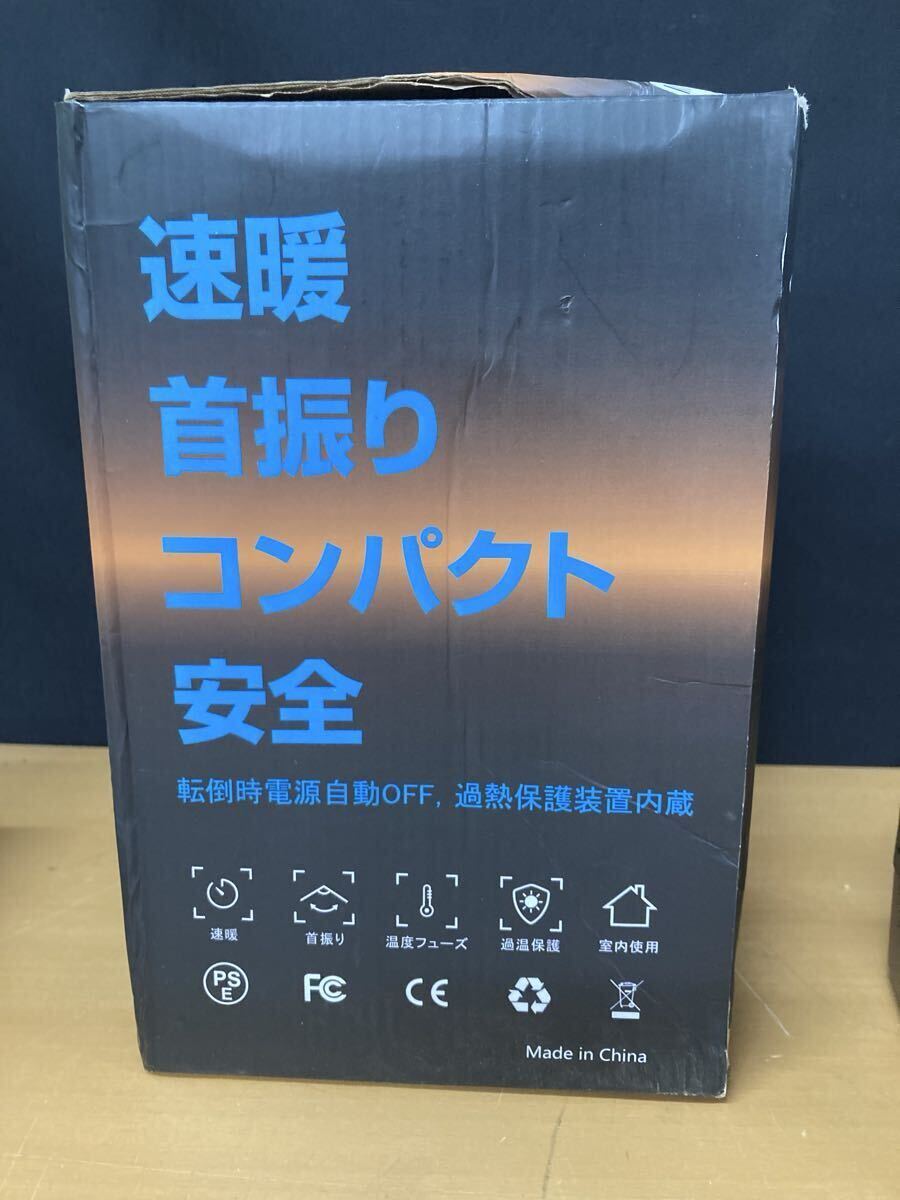 速暖
首振り
コンパクト
安全
転倒時電源自動OFF, 過熱保護装置内蔵
速暖 首振り 温度フューズ 過温保護 室内使用
PSE FC CE
Made in China